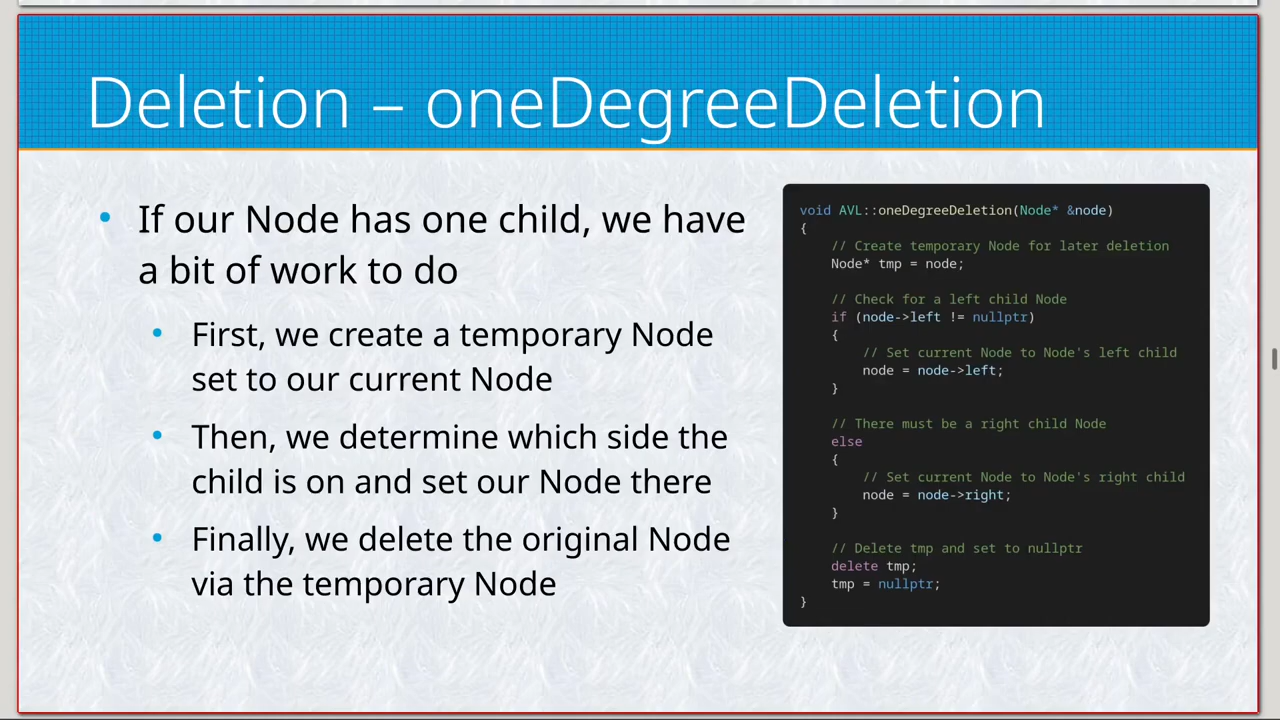 Deletion – oneDegreeDeletion
• If our Node has one child, we have
a bit of work to do
• First, we create a temporary Node
set to our current Node
• Then, we determine which side the
child is on and set our Node there
• Finally, we delete the original Node
via the temporary Node
void AVL::oneDegreeDeletion(Node* &node)
{
    // Create temporary Node for later deletion
    Node* tmp = node;

    // Check for a left child Node
    if (node->left != nullptr)
    {
        // Set current Node to Node's left child
        node = node->left;
    }

    // There must be a right child Node
    else
    {
        // Set current Node to Node's right child
        node = node->right;
    }

    // Delete tmp and set to nullptr
    delete tmp;
    tmp = nullptr;
}